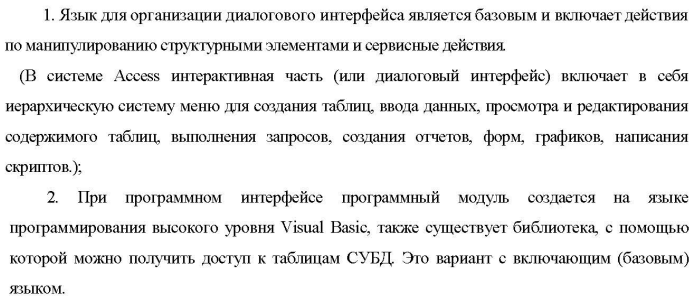 1. Язык для организации диалогового интерфейса является базовым и включает действия
по манипулированию структурными элементами и сервисные действия.
(В системе Access интерактивная часть (или диалоговый интерфейс) включает в себя
иерархическую систему меню для создания таблиц, ввода данных, просмотра и редактирования
содержимого таблиц, выполнения запросов, создания отчетов, форм, графиков, написания
скриптов.);
2. При программном интерфейсе программный модуль создается на языке
программирования высокого уровня Visual Basic, также существует библиотека, с помощью
которой можно получить доступ к таблицам СУБД. Это вариант с включающим (базовым)
языком.